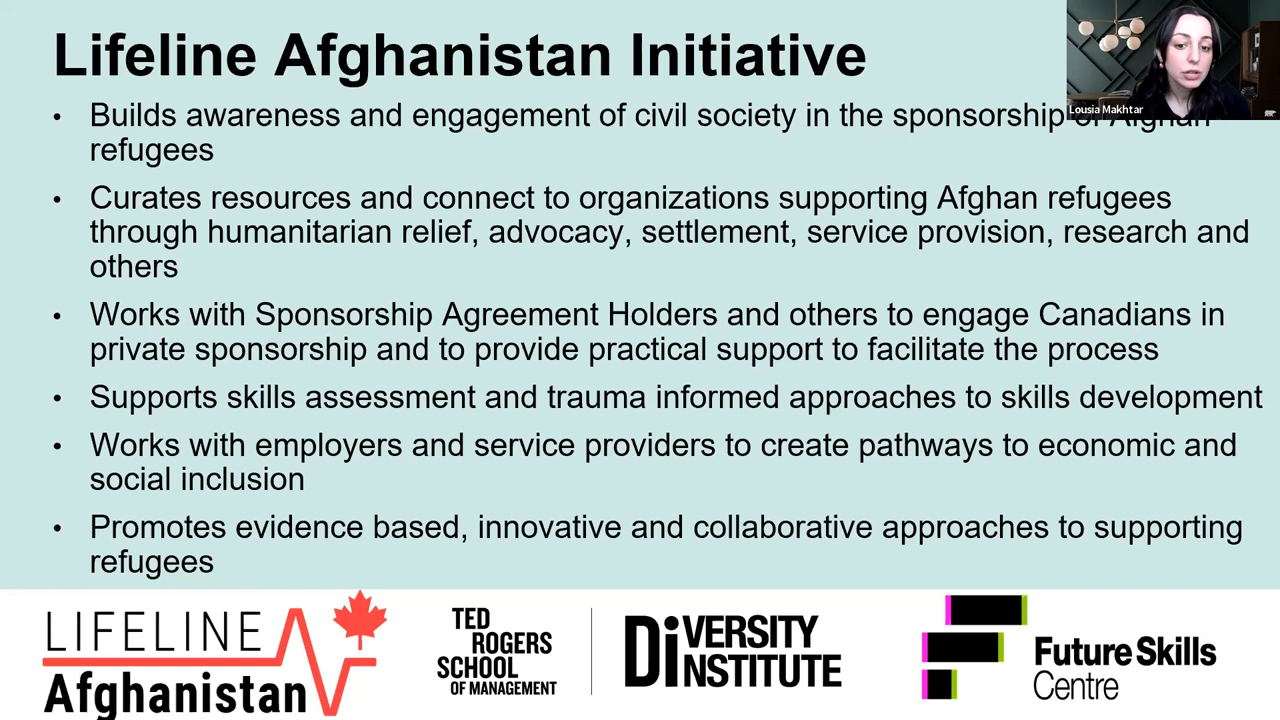 Lifeline Afghanistan Initiative
Lousia Makhtar
• Builds awareness and engagement of civil society in the sponsorship of Afghan
refugees
• Curates resources and connect to organizations supporting Afghan refugees
through humanitarian relief, advocacy, settlement, service provision, research and
others
• Works with Sponsorship Agreement Holders and others to engage Canadians in
private sponsorship and to provide practical support to facilitate the process
• Supports skills assessment and trauma informed approaches to skills development
• Works with employers and service providers to create pathways to economic and
social inclusion
• Promotes evidence based, innovative and collaborative approaches to supporting
refugees
LIFELINE
Afghanistan
TED
ROGERS
SCHOOL
OF MANAGEMENT
DiVERSITY
INSTITUTE
Future Skills
Centre